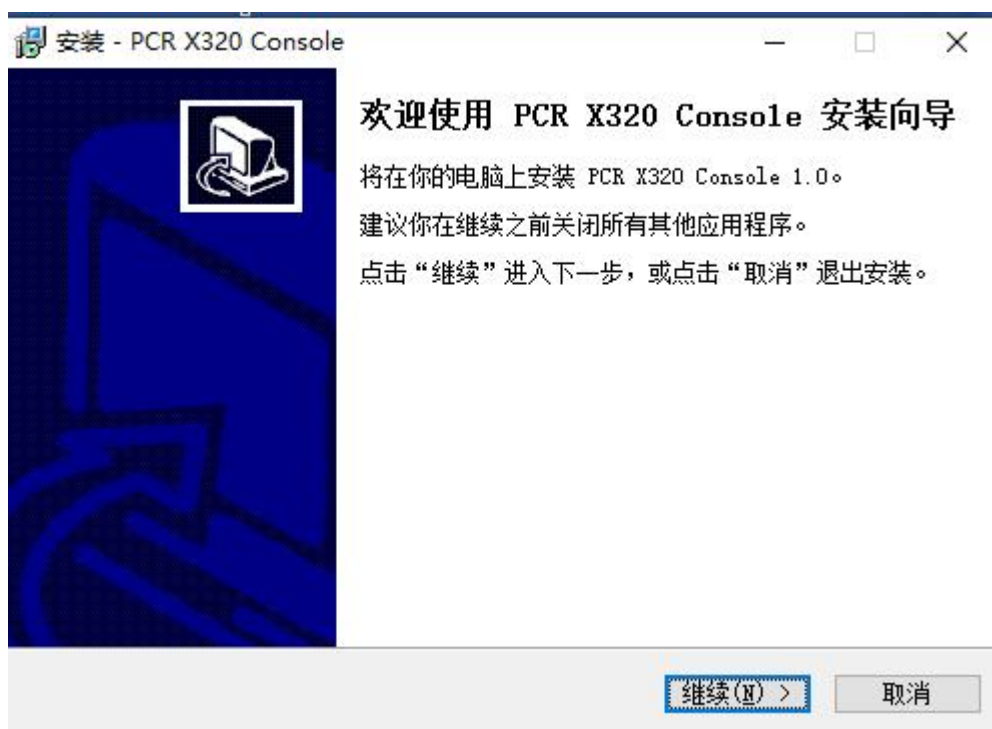 安装 - PCR X320 Console
欢迎使用 PCR X320 Console 安装向导
将在你的电脑上安装 PCR X320 Console 1.0。
建议你在继续之前关闭所有其他应用程序。
点击“继续”进入下一步，或点击“取消”退出安装。
继续(N) >
取消